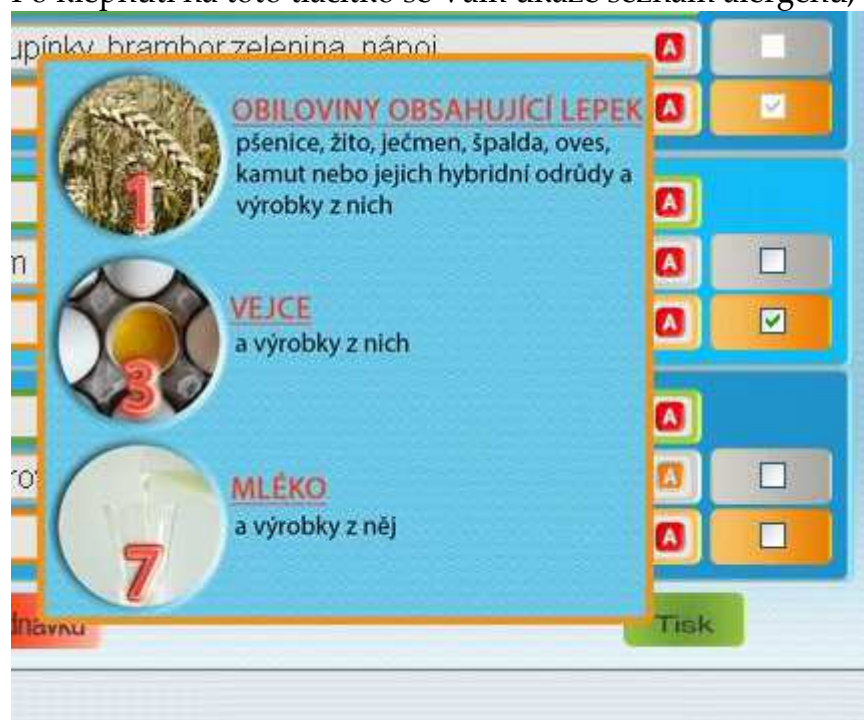 upínky, brambor,zelenina, nápoj
A
A
1
OBILOVINY OBSAHUJÍCÍ LEPEK
pšenice, žito, ječmen, špalda, oves,
kamut nebo jejich hybridní odrůdy a
výrobky z nich
A
m
A
3
VEJCE
a výrobky z nich
A
A
A
7
MLÉKO
a výrobky z něj
A
Tisk